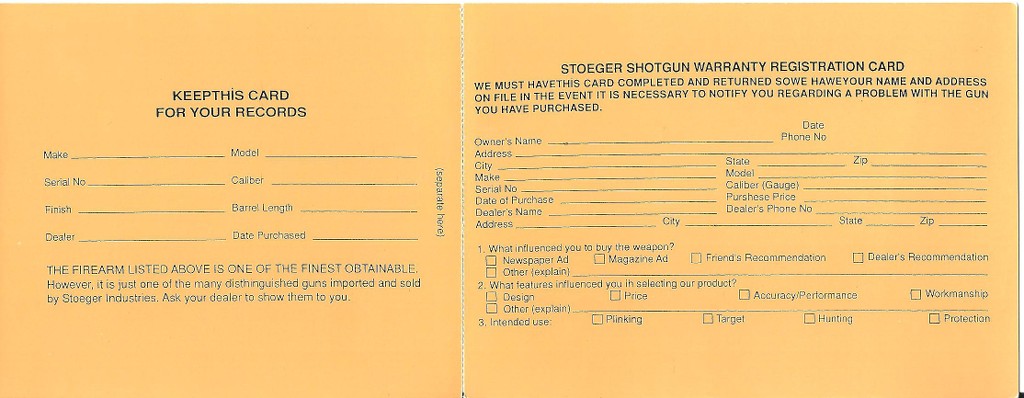 KEEPTHIS CARD
FOR YOUR RECORDS
Make Model
Serial No Caliber
Finish Barrel Length
Dealer Date Purchased
THE FIREARM LISTED ABOVE IS ONE OF THE FINEST OBTAINABLE.
However, it is just one of the many disthinguished guns imported and sold
by Stoeger Industries. Ask your dealer to show them to you.
(separate here)
STOEGER SHOTGUN WARRANTY REGISTRATION CARD
WE MUST HAVETHIS CARD COMPLETED AND RETURNED SOWE HAWEYOUR NAME AND ADDRESS
ON FILE IN THE EVENT IT IS NECESSARY TO NOTIFY YOU REGARDING A PROBLEM WITH THE GUN
YOU HAVE PURCHASED.
Date
Owner's Name Phone No
Address
City State Zip
Make Model
Serial No Caliber (Gauge)
Date of Purchase Purshese Price
Dealer's Name Dealer's Phone No
Address City State Zip
1. What influenced you to buy the weapon?
Newspaper Ad Magazine Ad Friend's Recommendation Dealer's Recommendation
Other (explain)
2. What features influenced you ih selecting our product?
Design Price Accuracy/Performance Workmanship
Other (explain)
3. Intended use: Plinking Target Hunting Protection